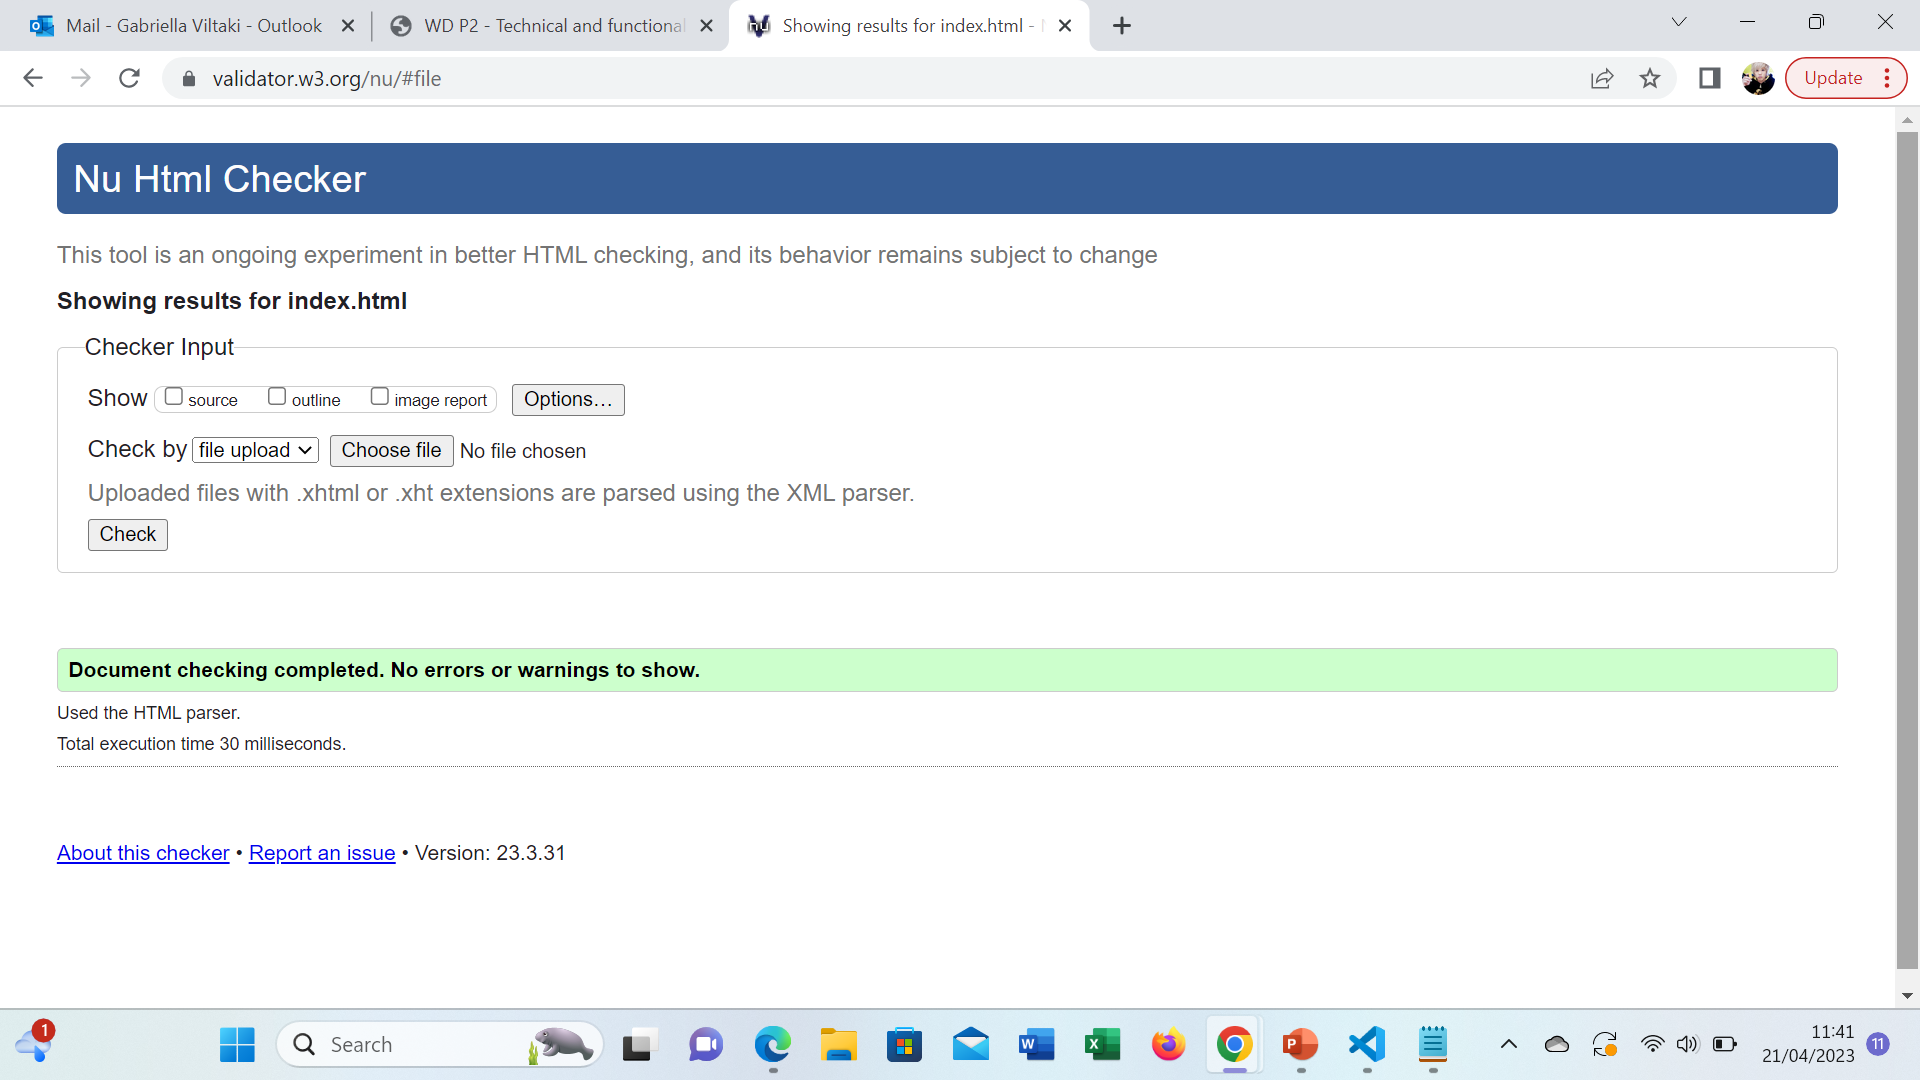 Mail - Gabriella Viltaki - Outlook
WD P2 - Technical and functional
Showing results for index.html -
validator.w3.org/nu/#file
Update
Nu Html Checker
This tool is an ongoing experiment in better HTML checking, and its behavior remains subject to change
Showing results for index.html
Checker Input
Show source outline image report Options...
Check by file upload Choose file No file chosen
Uploaded files with .xhtml or .xht extensions are parsed using the XML parser.
Check
Document checking completed. No errors or warnings to show.
Used the HTML parser.
Total execution time 30 milliseconds.
About this checker • Report an issue • Version: 23.3.31
1
Search
11:41
21/04/2023
11